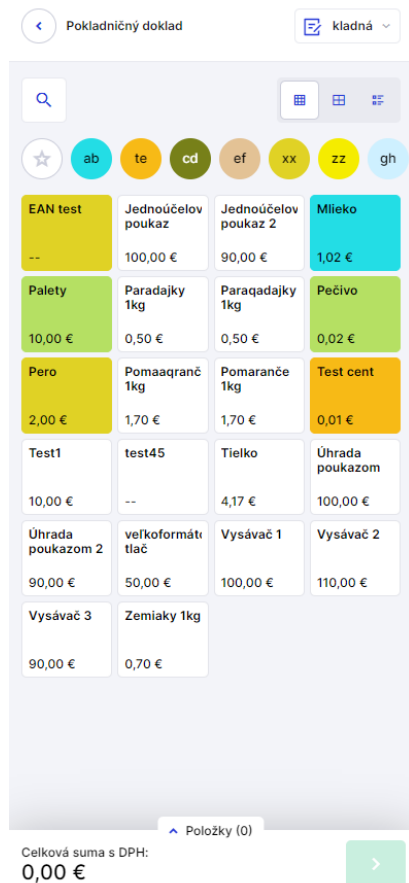 Pokladničný doklad
kladná
ab te cd ef xx zz gh
EAN test
--
Jednoúčelov
poukaz
100,00 €
Jednoúčelov
poukaz 2
90,00 €
Mlieko
1,02 €
Palety
10,00 €
Paradajky
1kg
0,50 €
Paraqadajky
1kg
0,50 €
Pečivo
0,02 €
Pero
2,00 €
Pomaaqranč
1kg
1,70 €
Pomaranče
1kg
1,70 €
Test cent
0,01 €
Test1
10,00 €
test45
--
Tielko
4,17 €
Úhrada
poukazom
100,00 €
Úhrada
poukazom 2
90,00 €
veľkoformáto
tlač
50,00 €
Vysávač 1
100,00 €
Vysávač 2
110,00 €
Vysávač 3
90,00 €
Zemiaky 1kg
0,70 €
Položky (0)
Celková suma s DPH:
0,00 €